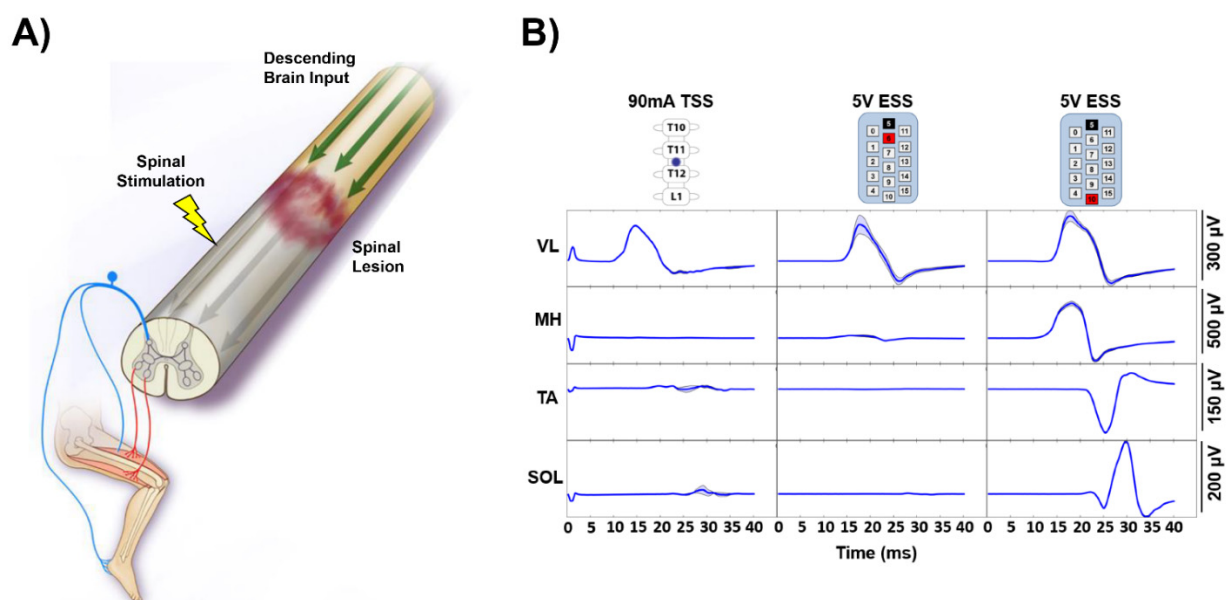 A)
Descending
Brain Input
Spinal
Stimulation
Spinal
Lesion
B)
90mA TSS
5V ESS
5V ESS
T10
T11
T12
L1
5
0 11
6
1 12
7
2 13
8
3 14
9
4 15
10
5
0 11
6
1 12
7
2 13
8
3 14
9
4 15
10
VL
300 µV
MH
500 µV
TA
150 µV
SOL
200 µV
0 5 10 15 20 25 30 35 40
0 5 10 15 20 25 30 35 40
0 5 10 15 20 25 30 35 40
Time (ms)